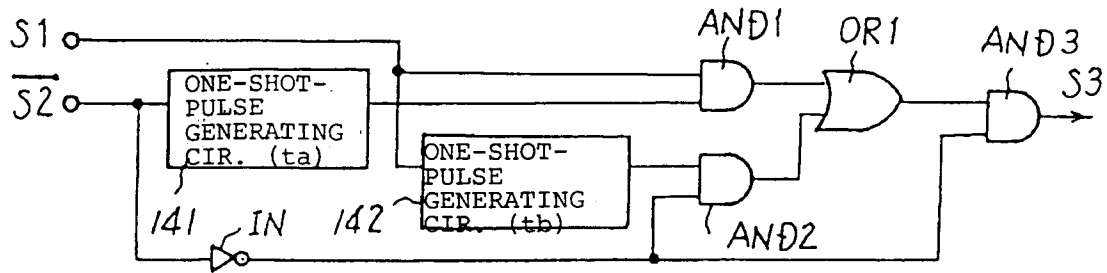 S1
S2
ONE-SHOT-
PULSE
GENERATING
CIR. (ta)
141
ONE-SHOT-
PULSE
GENERATING
CIR. (tb)
142
IN
AND1
AND2
OR1
AND3
S3